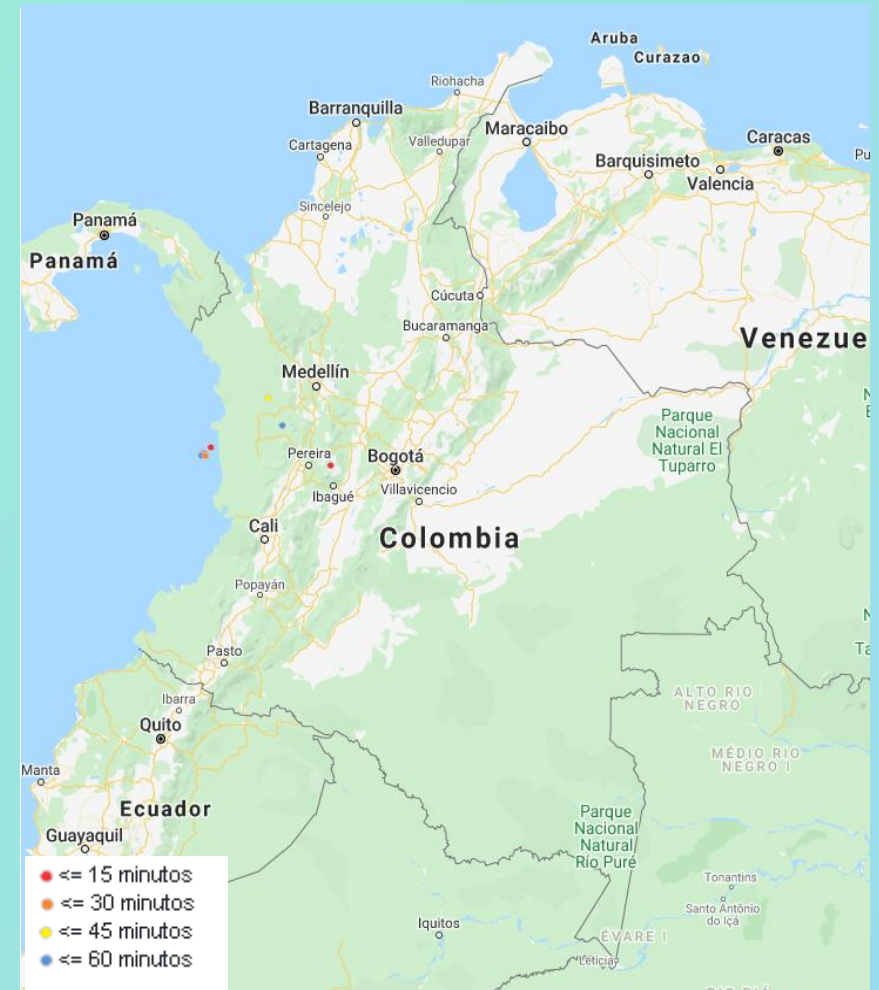 Aruba
Curazao
Riohacha
Barranquilla
Cartagena
Valledupar
Maracaibo
Caracas
Barquisimeto
Valencia
Sincelejo
Panamá
Panamá
Cúcuta
Bucaramanga
Venezue
Medellín
Parque
Nacional
Natural El
Tuparro
Pereira
Bogotá
Ibagué
Villavicencio
Cali
Colombia
Popayán
Pasto
Ibarra
Quito
ALTO RIO
NEGRO
MÉDIO RIO
NEGRO I
Manta
Ecuador
Guayaquil
Parque
Nacional
Natural
Río Puré
Tonantins
Santo Antônio
do Içá
Iquitos
ÉVARE I
Leticia
<= 15 minutos
<= 30 minutos
<= 45 minutos
<= 60 minutos